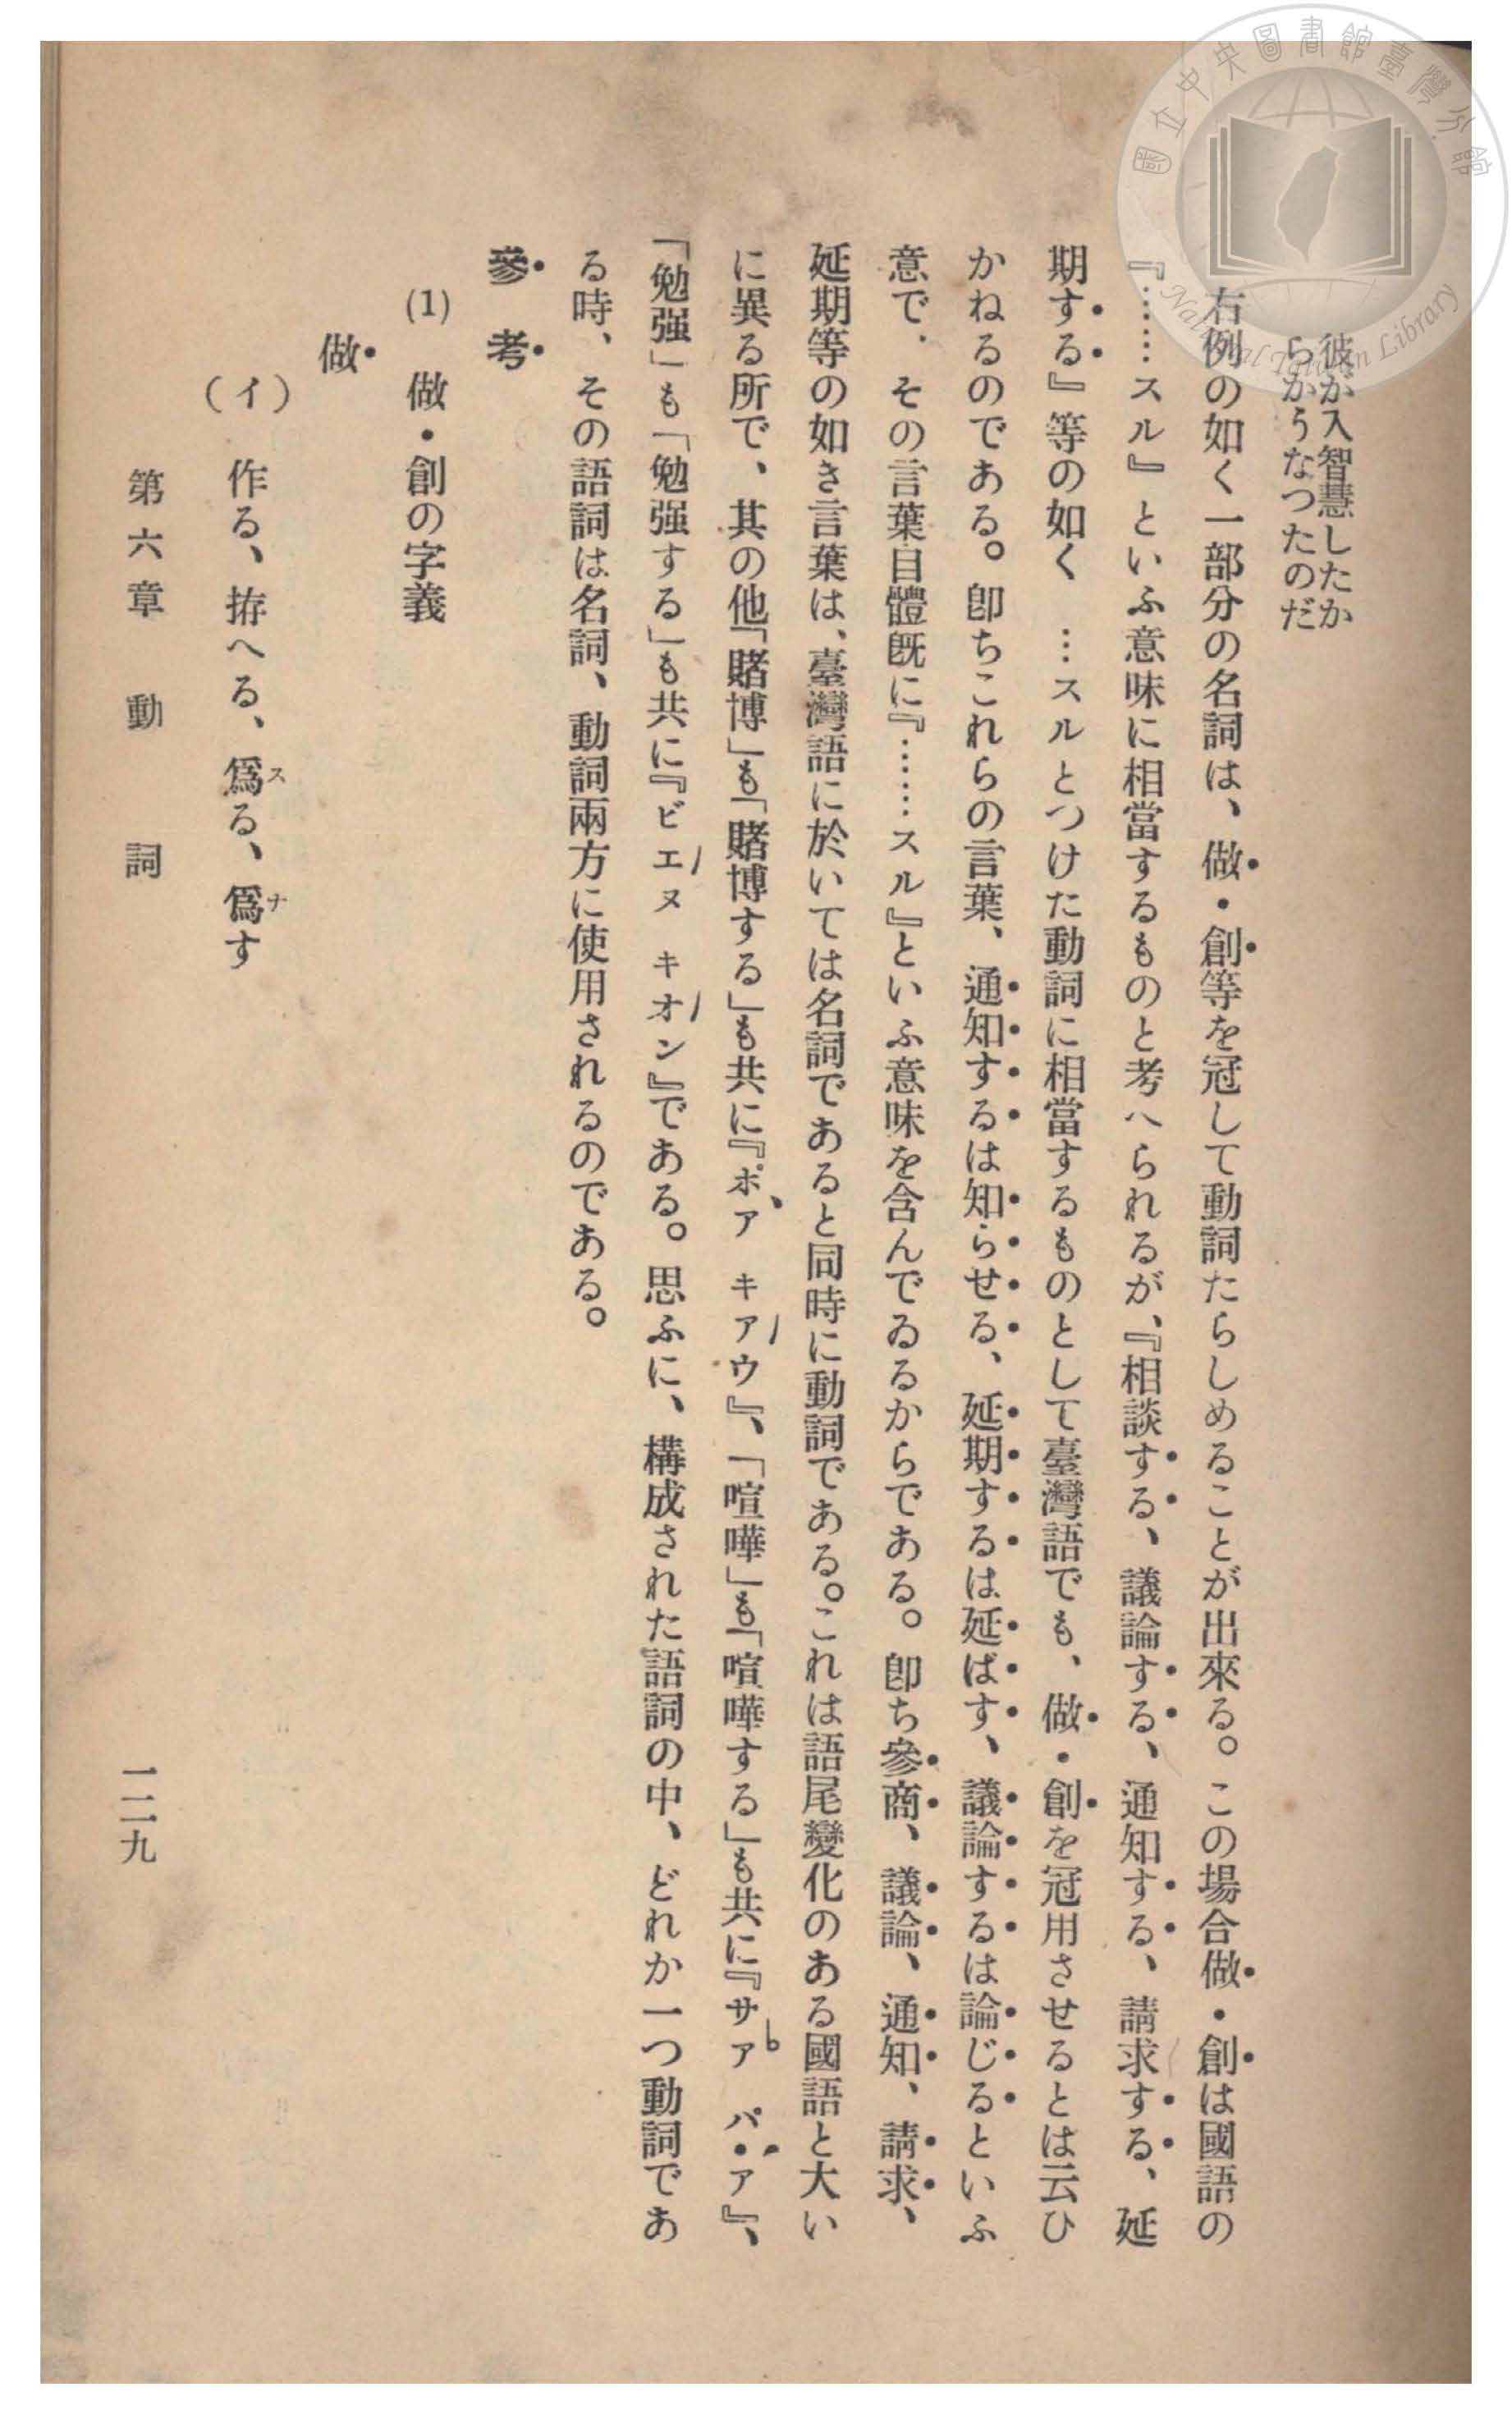 國立中央圖書館臺灣分館
National Taiwan Library
彼が入智慧したか
らかうなつたのだ
右例の如く一部分の名詞は、做・創等を冠して動詞たらしめることが出來る。この場合做・創は國語の
『……スル』といふ意味に相當するものと考へられるが、『相談する、議論する、通知する、請求する、延
期する』等の如く…スルとつけた動詞に相當するものとして臺灣語でも、做・創を冠用させるとは云ひ
かねるのである。卽ちこれらの言葉、通知するは知らせる、延期するは延ばす、議論するは論じるといふ
意で、その言葉自體旣に『……スル』といふ意味を含んでゐるからである。卽ち參商、議論、通知、請求、
延期等の如き言葉は、臺灣語に於いては名詞であると同時に動詞である。これは語尾變化のある國語と大い
に異る所で、其の他「賭博」も「賭博する」も共に『ポア キアウ』、「喧嘩」も「喧嘩する」も共に『サア パ・ア』、
「勉强」も「勉强する」も共に『ビエヌ キオン』である。思ふに、構成された語詞の中、どれか一つ動詞であ
る時、その語詞は名詞、動詞兩方に使用されるのである。
參考
(1) 做・創の字義
做
(イ) 作る、拵へる、爲る、爲す
ス ナ
第六章 動詞
一二九